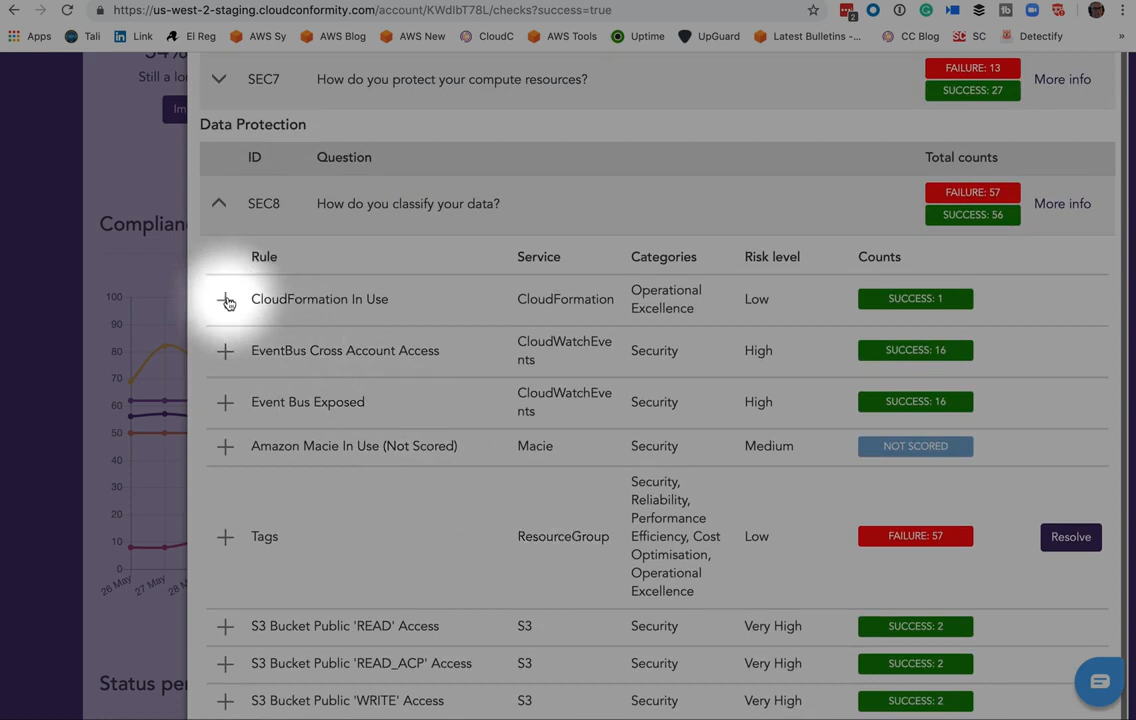 https://us-west-2-staging.cloudconformity.com/account/KWdIbT78L/checks?success=true
2
Apps Tali Link El Reg AWS Sy AWS Blog AWS New CloudC AWS Tools Uptime UpGuard Latest Bulletins -... CC Blog SC SC Detectify »
Still a lo
SEC7 How do you protect your compute resources? FAILURE: 13 SUCCESS: 27 More info
Im
Data Protection
ID Question Total counts
SEC8 How do you classify your data? FAILURE: 57 SUCCESS: 56 More info
Complianc
Rule Service Categories Risk level Counts
CloudFormation In Use CloudFormation Operational Excellence Low SUCCESS: 1
EventBus Cross Account Access CloudWatchEve nts Security High SUCCESS: 16
Event Bus Exposed CloudWatchEve nts Security High SUCCESS: 16
Amazon Macie In Use (Not Scored) Macie Security Medium NOT SCORED
Tags ResourceGroup Security, Reliability, Performance Efficiency, Cost Optimisation, Operational Excellence Low FAILURE: 57 Resolve
S3 Bucket Public 'READ' Access S3 Security Very High SUCCESS: 2
S3 Bucket Public 'READ_ACP' Access S3 Security Very High SUCCESS: 2
S3 Bucket Public 'WRITE' Access S3 Security Very High SUCCESS: 2
100
90
80
70
60
50
40
30
20
10
0
26 May 27 May 28 M
Status per